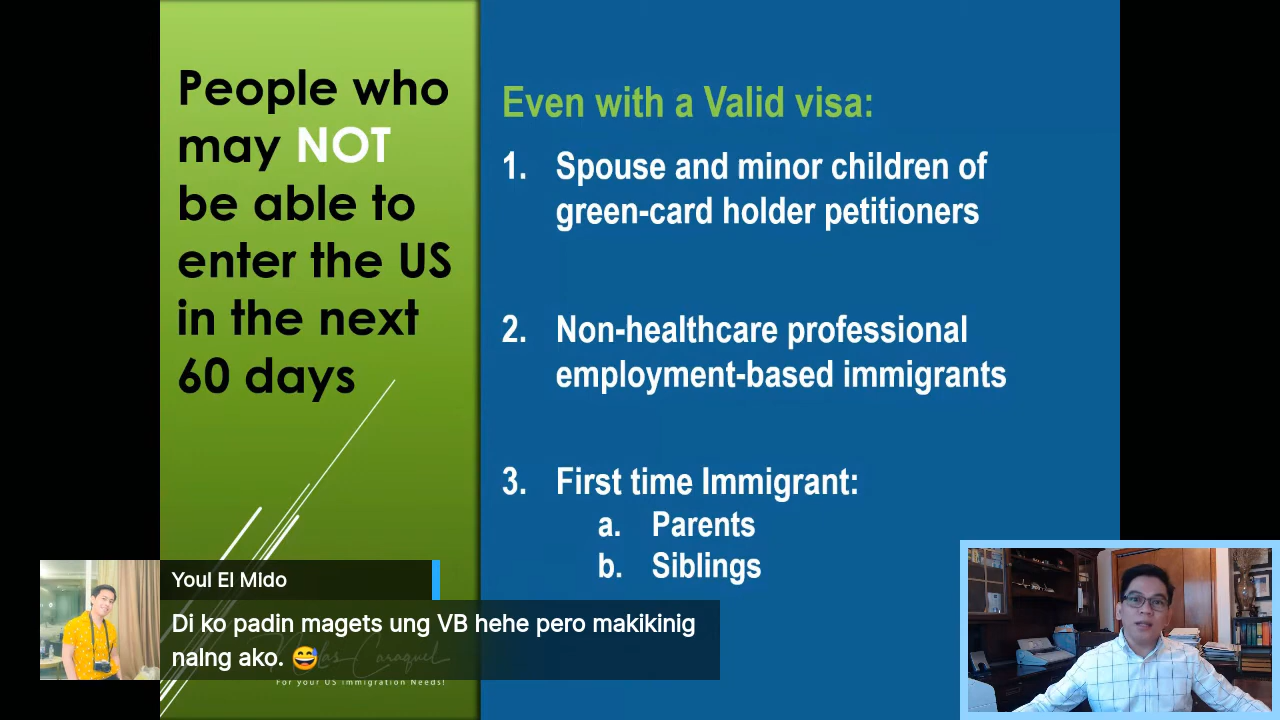 People who
may NOT
be able to
enter the US
in the next
60 days
Even with a Valid visa:
1. Spouse and minor children of
green-card holder petitioners
2. Non-healthcare professional
employment-based immigrants
3. First time Immigrant:
a. Parents
b. Siblings
Youl El Mido
Di ko padin magets ung VB hehe pero makikinig
nalng ako. 😅
Caraquel
For your US immigration Needs!